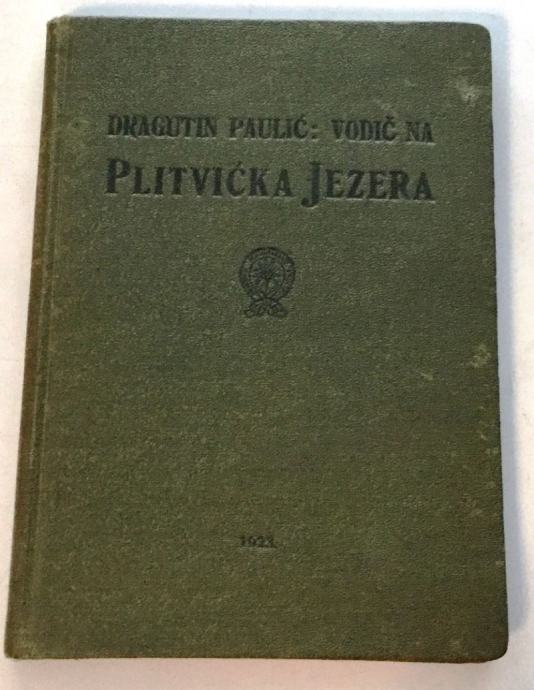 DRAGUTIN PAULIĆ: VODIČ NA
PLITVIĆKA JEZERA
1923.